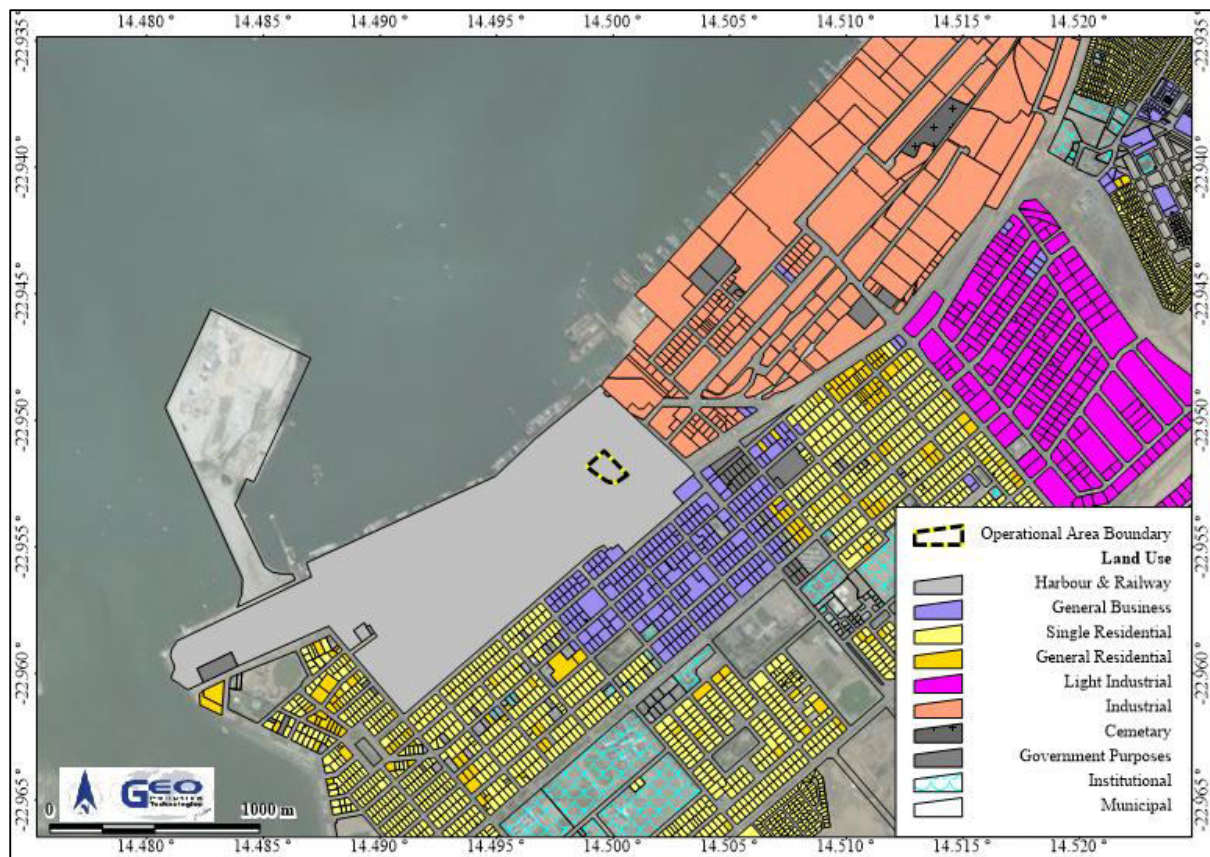 14.480 ° 14.485 ° 14.490 ° 14.495 ° 14.500 ° 14.505 ° 14.510 ° 14.515 ° 14.520 °
-22.935 ° -22.935 °
-22.940 ° -22.940 °
-22.945 ° -22.945 °
-22.950 ° -22.950 °
-22.955 ° -22.955 °
-22.960 ° -22.960 °
-22.965 ° -22.965 °
Operational Area Boundary
Land Use
Harbour & Railway
General Business
Single Residential
General Residential
Light Industrial
Industrial
Cemetary
Government Purposes
Institutional
Municipal
GEO
Technologies
0 1000 m
14.480 ° 14.485 ° 14.490 ° 14.495 ° 14.500 ° 14.505 ° 14.510 ° 14.515 ° 14.520 °